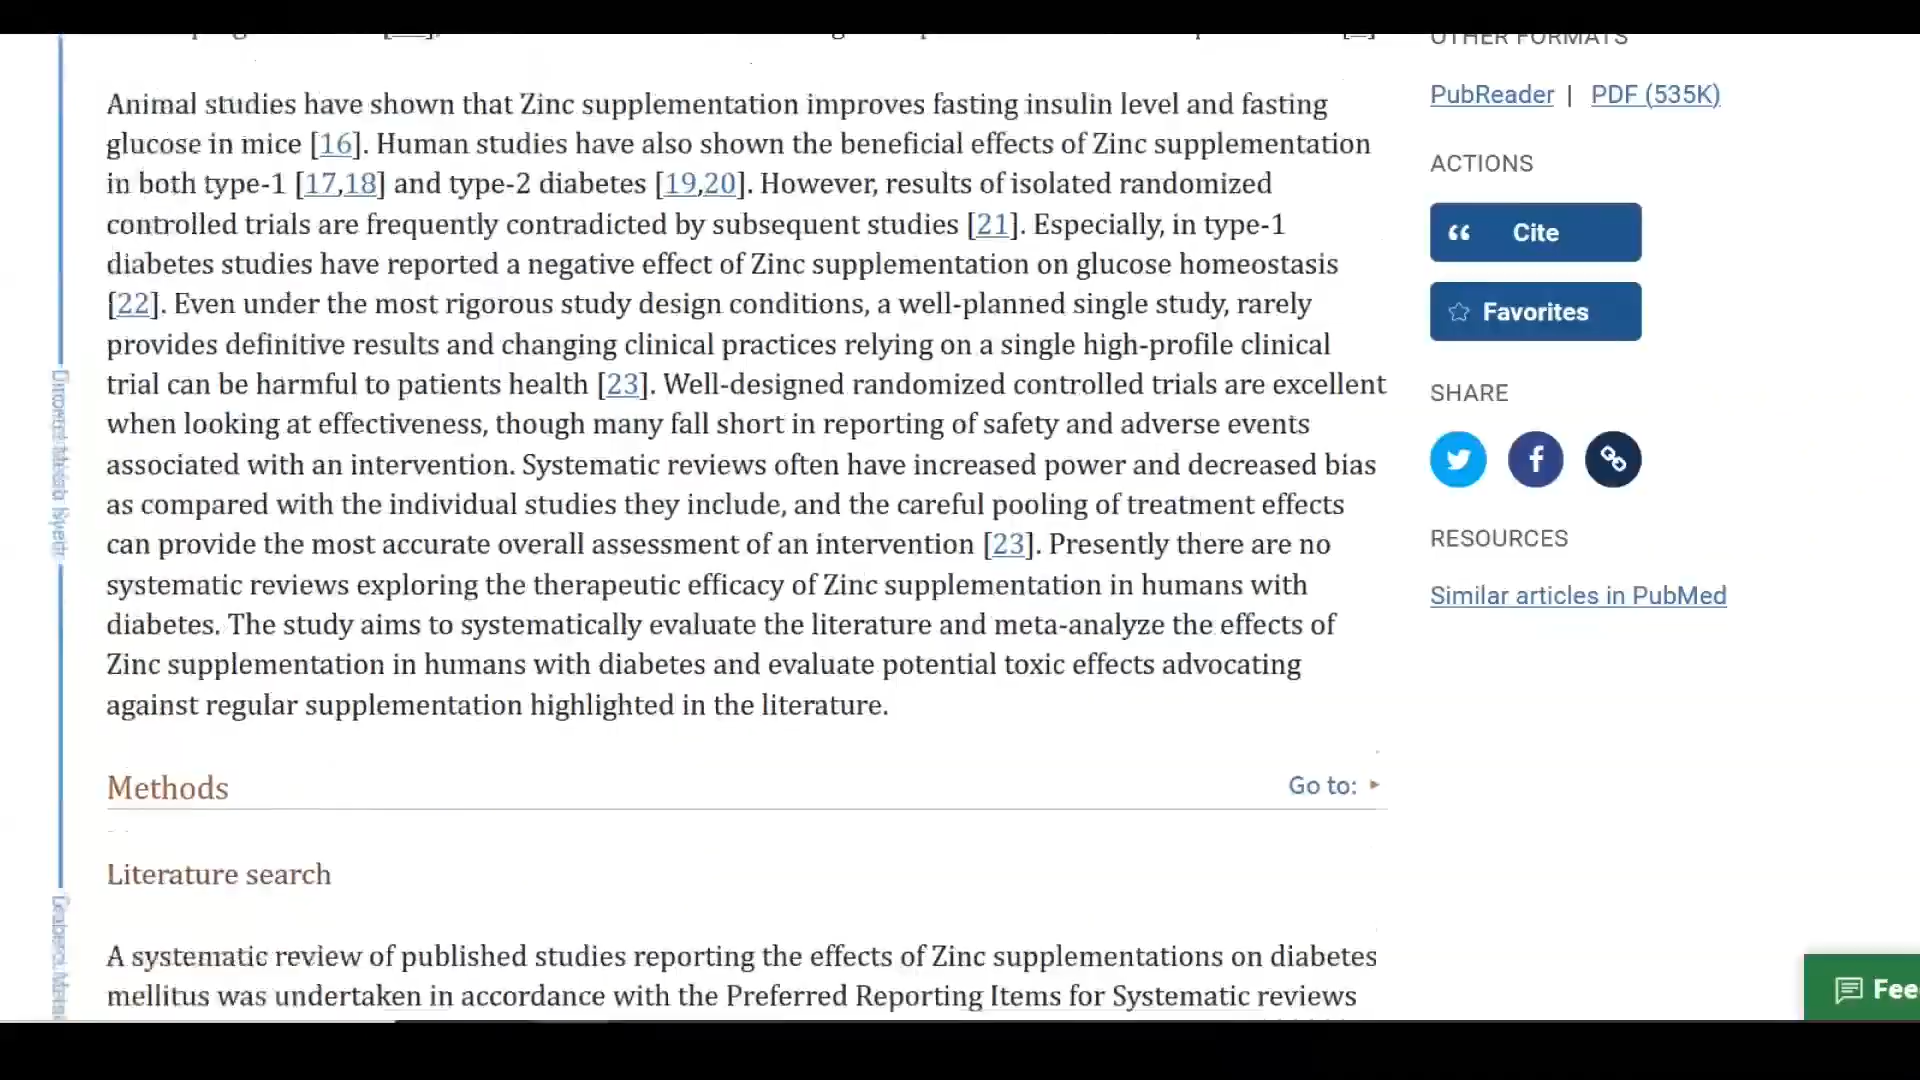 OTHER FORMATS
Animal studies have shown that Zinc supplementation improves fasting insulin level and fasting
glucose in mice [16]. Human studies have also shown the beneficial effects of Zinc supplementation
in both type-1 [17,18] and type-2 diabetes [19,20]. However, results of isolated randomized
controlled trials are frequently contradicted by subsequent studies [21]. Especially, in type-1
diabetes studies have reported a negative effect of Zinc supplementation on glucose homeostasis
[22]. Even under the most rigorous study design conditions, a well-planned single study, rarely
provides definitive results and changing clinical practices relying on a single high-profile clinical
trial can be harmful to patients health [23]. Well-designed randomized controlled trials are excellent
when looking at effectiveness, though many fall short in reporting of safety and adverse events
associated with an intervention. Systematic reviews often have increased power and decreased bias
as compared with the individual studies they include, and the careful pooling of treatment effects
can provide the most accurate overall assessment of an intervention [23]. Presently there are no
systematic reviews exploring the therapeutic efficacy of Zinc supplementation in humans with
diabetes. The study aims to systematically evaluate the literature and meta-analyze the effects of
Zinc supplementation in humans with diabetes and evaluate potential toxic effects advocating
against regular supplementation highlighted in the literature.
Methods
Go to:
Literature search
A systematic review of published studies reporting the effects of Zinc supplementations on diabetes
mellitus was undertaken in accordance with the Preferred Reporting Items for Systematic reviews
PubReader | PDF (535K)
ACTIONS
Cite
Favorites
SHARE
RESOURCES
Similar articles in PubMed
Fee